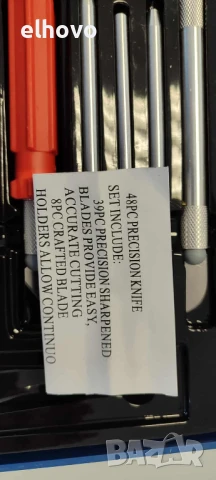 elhovo
48PC PRECISION KNIFE
SET INCLUDE:
39PC PRECISION SHARPENED
BLADES PROVIDE EASY,
ACCURATE CUTTING
8PC CRAFTED BLADE
HOLDERS ALLOW CONTINUO
BAZAR